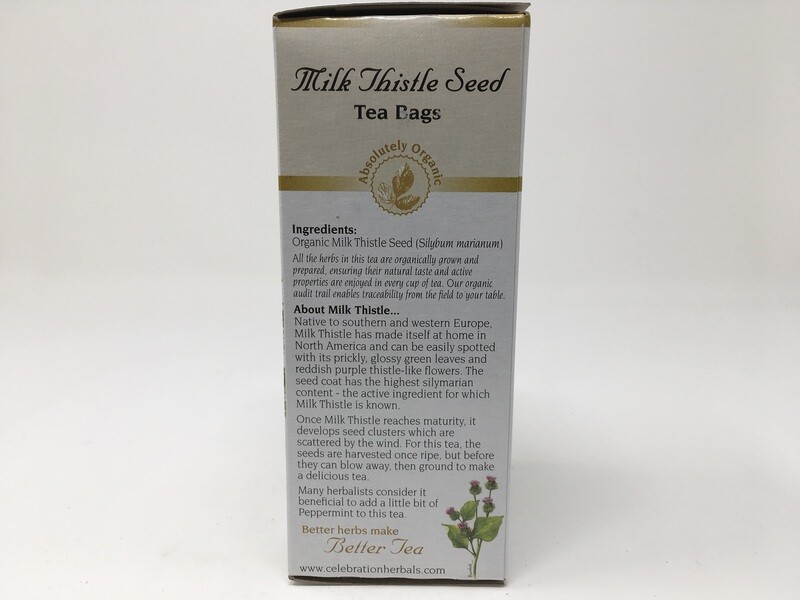 Milk Thistle Seed
Tea Bags
Absolutely Organic
Ingredients:
Organic Milk Thistle Seed (Silybum marianum)
All the herbs in this tea are organically grown and
prepared, ensuring their natural taste and active
properties are enjoyed in every cup of tea. Our organic
audit trail enables traceability from the field to your table.
About Milk Thistle...
Native to southern and western Europe,
Milk Thistle has made itself at home in
North America and can be easily spotted
with its prickly, glossy green leaves and
reddish purple thistle-like flowers. The
seed coat has the highest silymarian
content - the active ingredient for which
Milk Thistle is known.
Once Milk Thistle reaches maturity, it
develops seed clusters which are
scattered by the wind. For this tea, the
seeds are harvested once ripe, but before
they can blow away, then ground to make
a delicious tea.
Many herbalists consider it
beneficial to add a little bit of
Peppermint to this tea.
Better herbs make
Better Tea
www.celebrationherbals.com